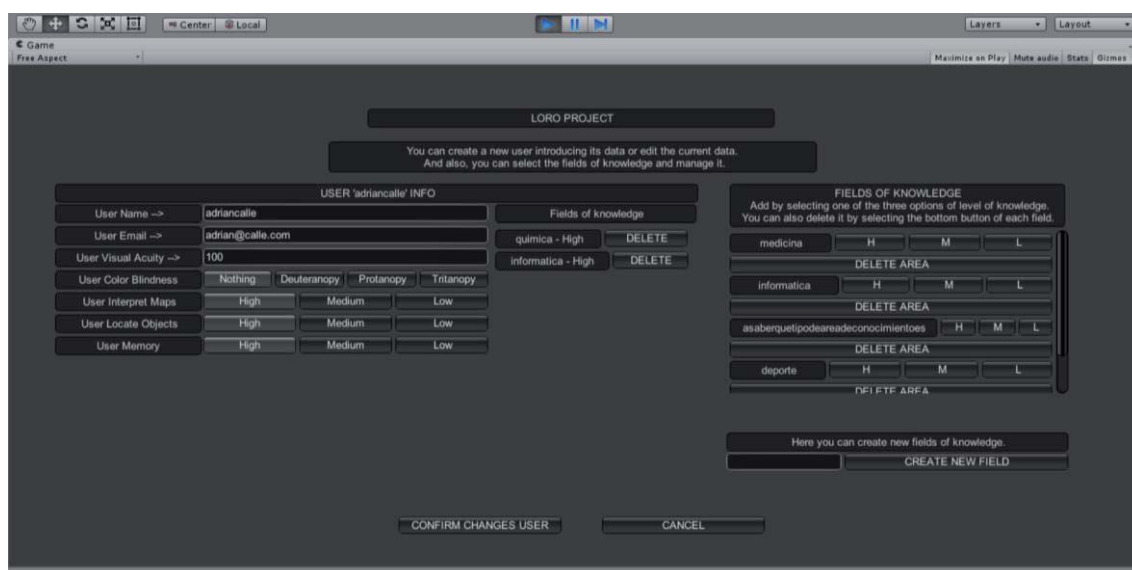 Center Local Layers Layout
Game
Free Aspect Maximize on Play Mute audio Stats Gizmos
LORO PROJECT
You can create a new user introducing its data or edit the current data.
And also, you can select the fields of knowledge and manage it.
USER 'adriancalle' INFO
User Name --> adriancalle
User Email --> adrian@calle.com
User Visual Acuity --> 100
User Color Blindness Nothing Deuteranopy Protanopy Tritanopy
User Interpret Maps High Medium Low
User Locate Objects High Medium Low
User Memory High Medium Low
Fields of knowledge
quimica - High DELETE
informatica - High DELETE
FIELDS OF KNOWLEDGE
Add by selecting one of the three options of level of knowledge.
You can also delete it by selecting the bottom button of each field.
medicina H M L
DELETE AREA
informatica H M L
DELETE AREA
asaberquetipodeareadeconocimientoes H M L
DELETE AREA
deporte H M L
DELETE AREA
Here you can create new fields of knowledge.
CREATE NEW FIELD
CONFIRM CHANGES USER CANCEL